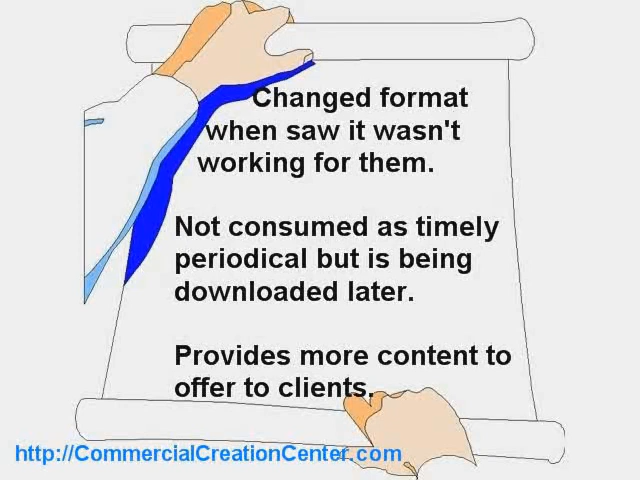 Changed format
when saw it wasn't
working for them.
Not consumed as timely
periodical but is being
downloaded later.
Provides more content to
offer to clients.
http://CommercialCreationCenter.com